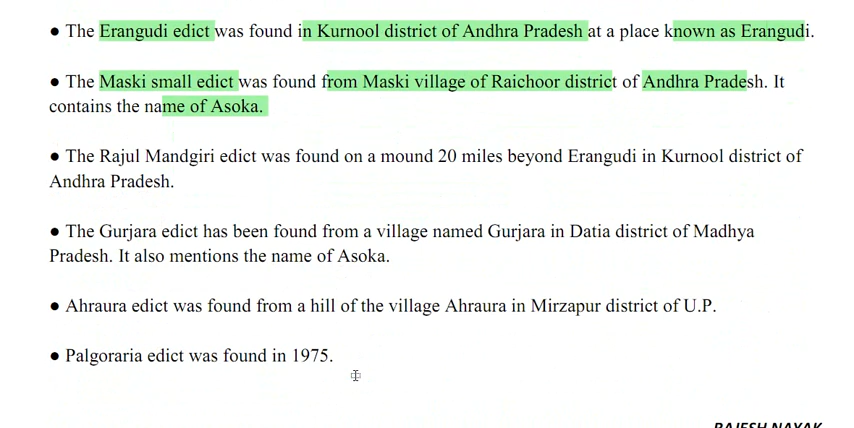 ● The Erangudi edict was found in Kurnool district of Andhra Pradesh at a place known as Erangudi.
● The Maski small edict was found from Maski village of Raichoor district of Andhra Pradesh. It
contains the name of Asoka.
● The Rajul Mandgiri edict was found on a mound 20 miles beyond Erangudi in Kurnool district of
Andhra Pradesh.
● The Gurjara edict has been found from a village named Gurjara in Datia district of Madhya
Pradesh. It also mentions the name of Asoka.
● Ahraura edict was found from a hill of the village Ahraura in Mirzapur district of U.P.
● Palgoraria edict was found in 1975.
RAJESH NAYAK